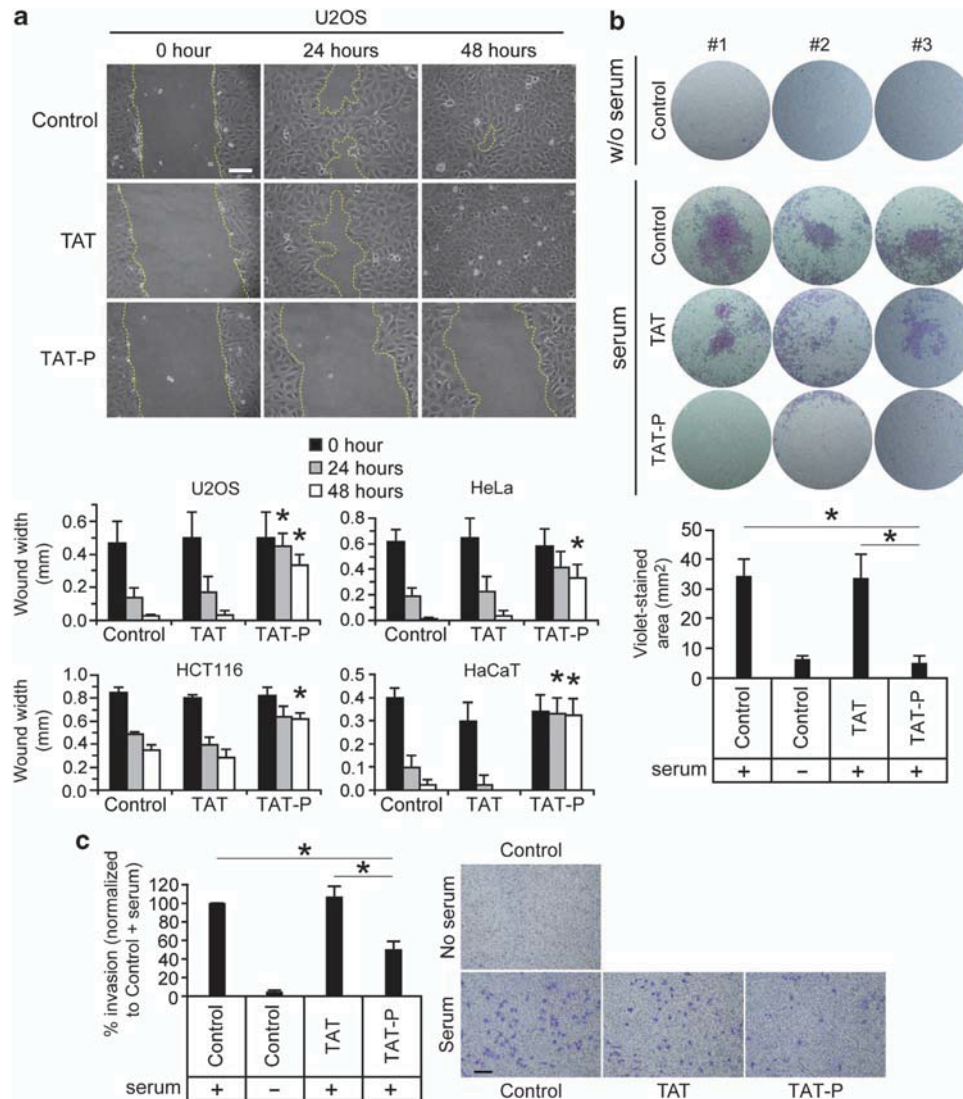 a
U2OS
0 hour 24 hours 48 hours
Control
TAT
TAT-P
b
#1 #2 #3
w/o serum
Control
serum
Control
TAT
TAT-P
0 hour
24 hours
48 hours
U2OS
Wound width
(mm)
0.6
0.4
0.2
0.0
* *
Control TAT TAT-P
HeLa
0.8
0.6
0.4
0.2
0.0
*
Control TAT TAT-P
HCT116
Wound width
(mm)
1.0
0.8
0.6
0.4
0.2
0.0
*
Control TAT TAT-P
HaCaT
0.5
0.4
0.3
0.2
0.1
0.0
* *
Control TAT TAT-P
Violet-stained
area (mm2)
50
40
30
20
10
0
*
*
Control Control TAT TAT-P
serum + − + +
c
% invasion (normalized
to Control + serum)
120
100
80
60
40
20
0
*
*
Control Control TAT TAT-P
serum + − + +
Control
No serum
Serum
Control TAT TAT-P